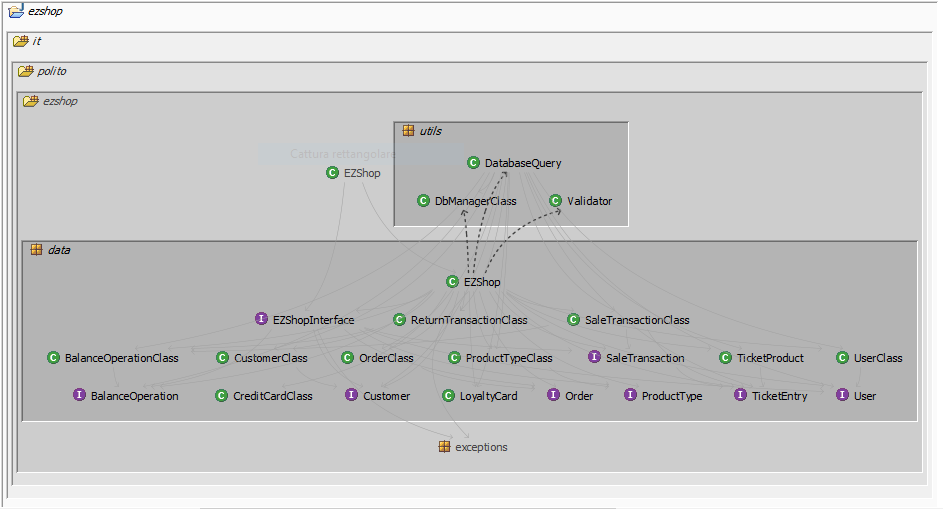 ezshop
it
polito
ezshop
utils
Cattura rettangolare
DatabaseQuery
EZShop
DbManagerClass
Validator
data
EZShop
EZShopInterface
ReturnTransactionClass
SaleTransactionClass
BalanceOperationClass
CustomerClass
OrderClass
ProductTypeClass
SaleTransaction
TicketProduct
UserClass
BalanceOperation
CreditCardClass
Customer
LoyaltyCard
Order
ProductType
TicketEntry
User
exceptions